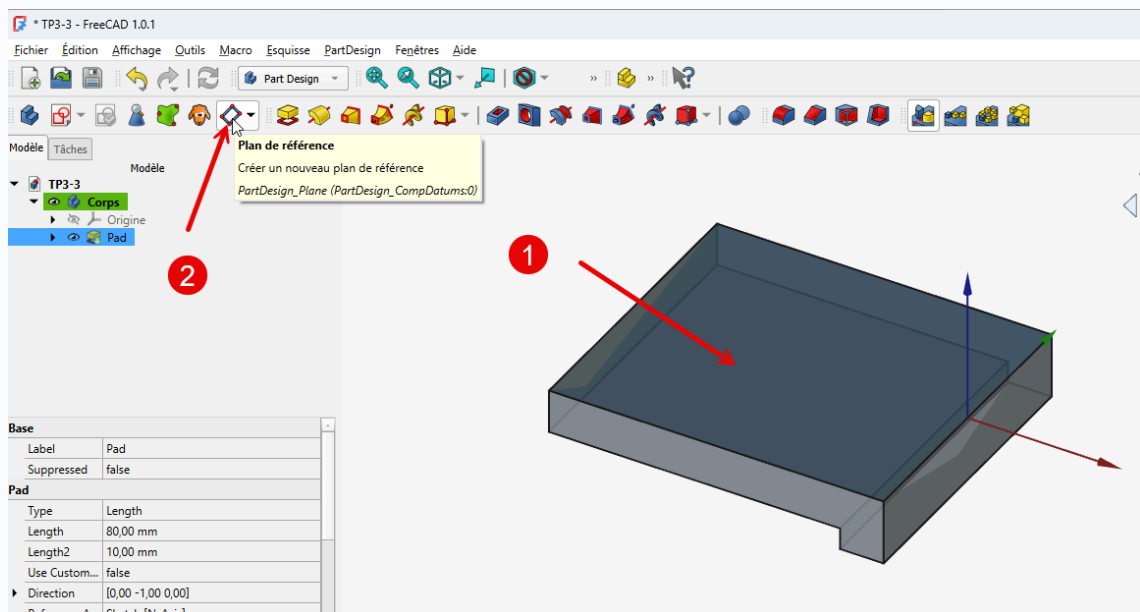 * TP3-3 - FreeCAD 1.0.1
Fichier Édition Affichage Outils Macro Esquisse PartDesign Fenêtres Aide
Part Design
» »
Modèle Tâches
Plan de référence
Créer un nouveau plan de référence
PartDesign_Plane (PartDesign_CompDatums:0)
Modèle
TP3-3
Corps
Origine
Pad
1
2
Base
Label Pad
Suppressed false
Pad
Type Length
Length 80,00 mm
Length2 10,00 mm
Use Custom... false
Direction [0,00 -1,00 0,00]